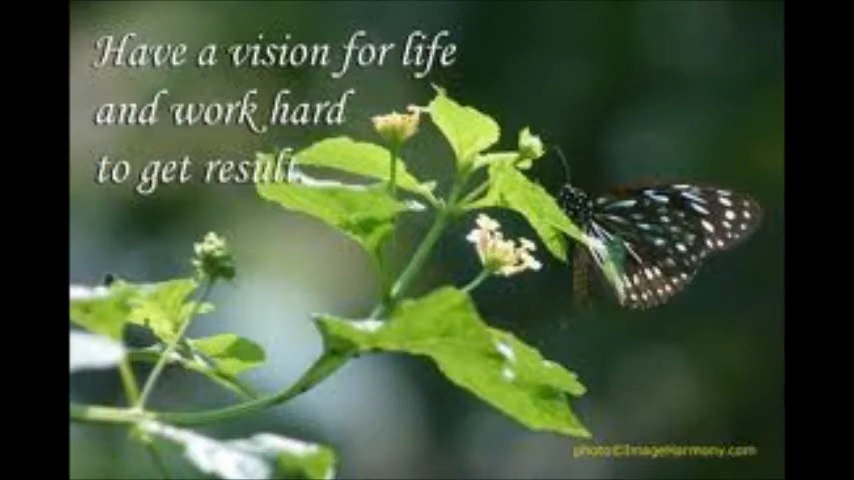 Have a vision for life
and work hard
to get result.
photo©ImageHarmony.com